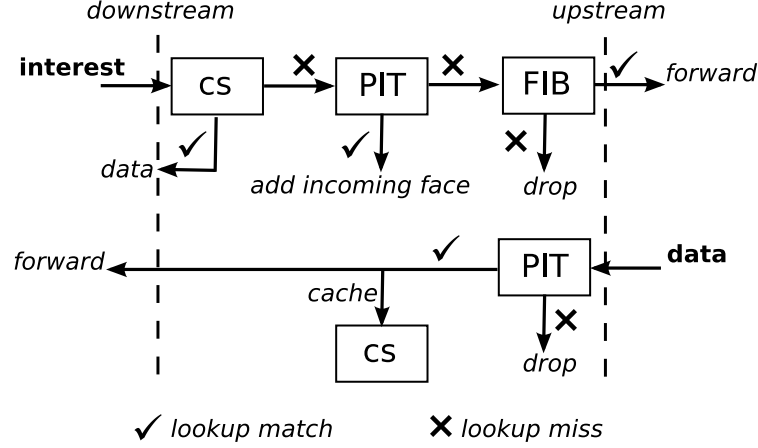 downstream
upstream
interest
cs
PIT
FIB
forward
data
add incoming face
drop
forward
PIT
data
cache
cs
drop
lookup match
lookup miss